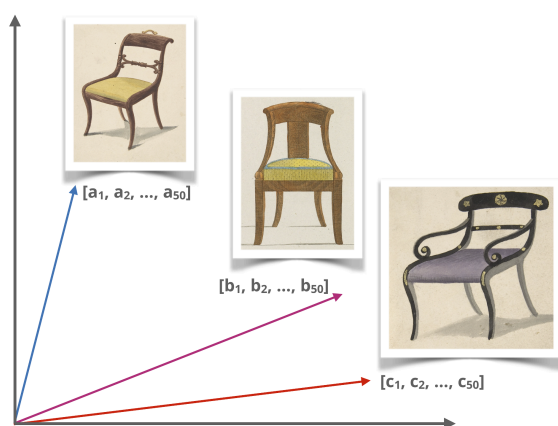 [a₁, a₂, ..., a₅₀]
[b₁, b₂, ..., b₅₀]
[c₁, c₂, ..., c₅₀]